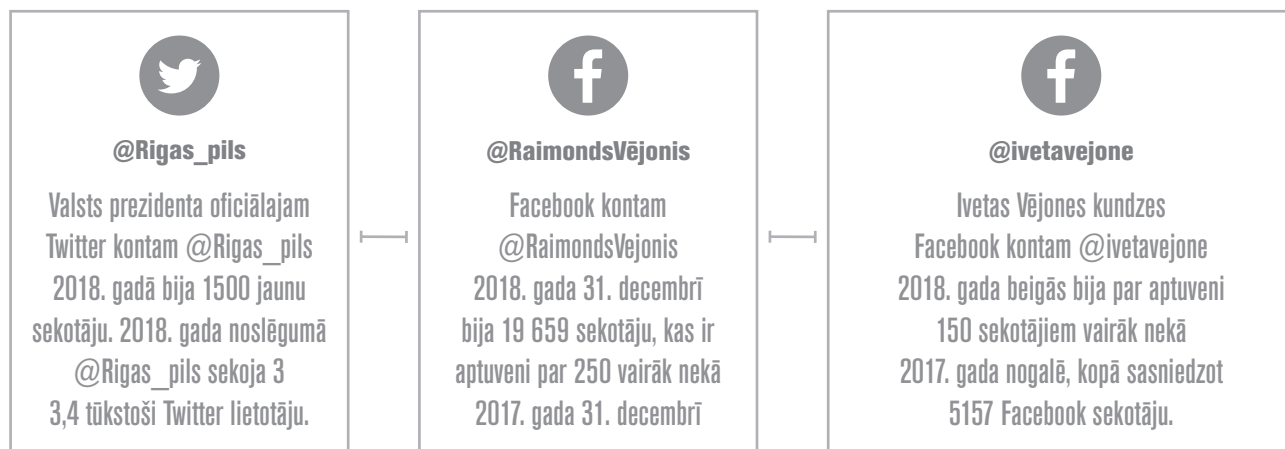 @Rigas_pils
Valsts prezidenta oficiālajam
Twitter kontam @Rigas_pils
2018. gadā bija 1500 jaunu
sekotāju. 2018. gada noslēgumā
@Rigas_pils sekoja 3
3,4 tūkstoši Twitter lietotāju.
@RaimondsVējonis
Facebook kontam
@RaimondsVejonis
2018. gada 31. decembrī
bija 19 659 sekotāju, kas ir
aptuveni par 250 vairāk nekā
2017. gada 31. decembrī
@ivetavejone
Ivetas Vējones kundzes
Facebook kontam @ivetavejone
2018. gada beigās bija par aptuveni
150 sekotājiem vairāk nekā
2017. gada nogalē, kopā sasniedzot
5157 Facebook sekotāju.